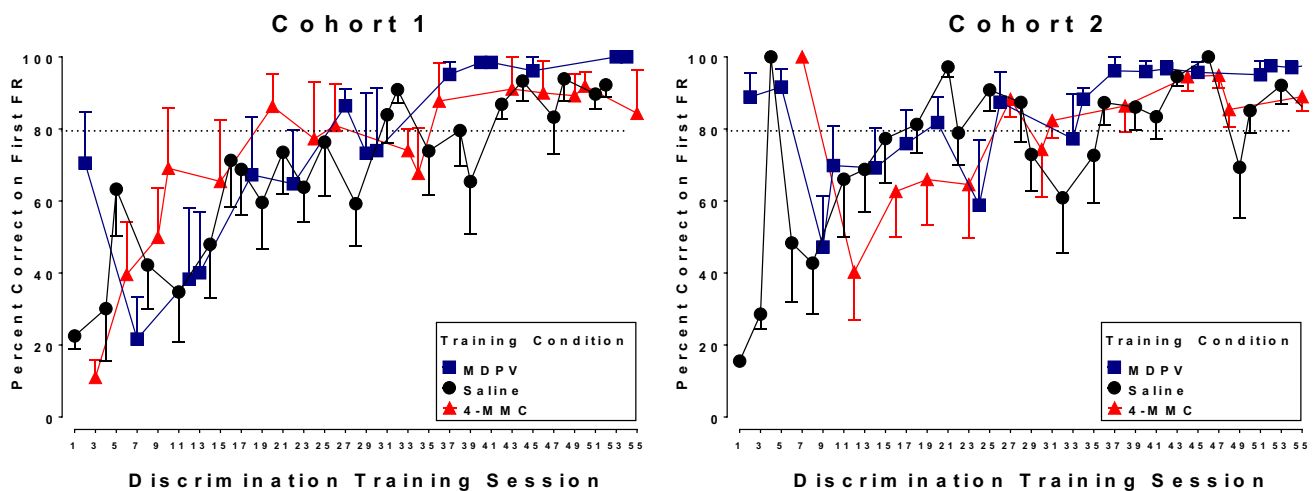 Cohort 1
Percent Correction First FR
100
80
60
40
20
0
Training Condition
MDPV
Saline
4-MMC
1 3 5 7 9 11 13 15 17 19 21 23 25 27 29 31 33 35 37 39 41 43 45 47 49 51 53 55
Discrimination Training Session
Cohort 2
Percent Correction First FR
100
80
60
40
20
0
Training Condition
MDPV
Saline
4-MMC
1 3 5 7 9 11 13 15 17 19 21 23 25 27 29 31 33 35 37 39 41 43 45 47 49 51 53 55
Discrimination Training Session